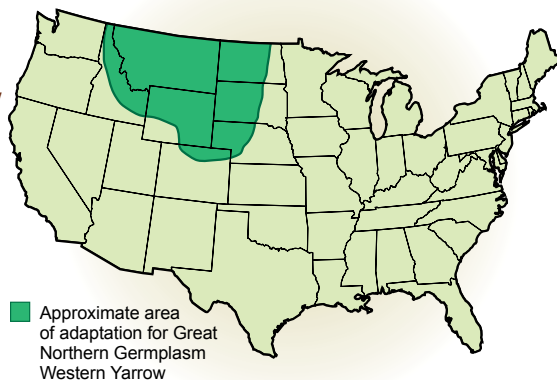 Approximate area
of adaptation for Great
Northern Germplasm
Western Yarrow